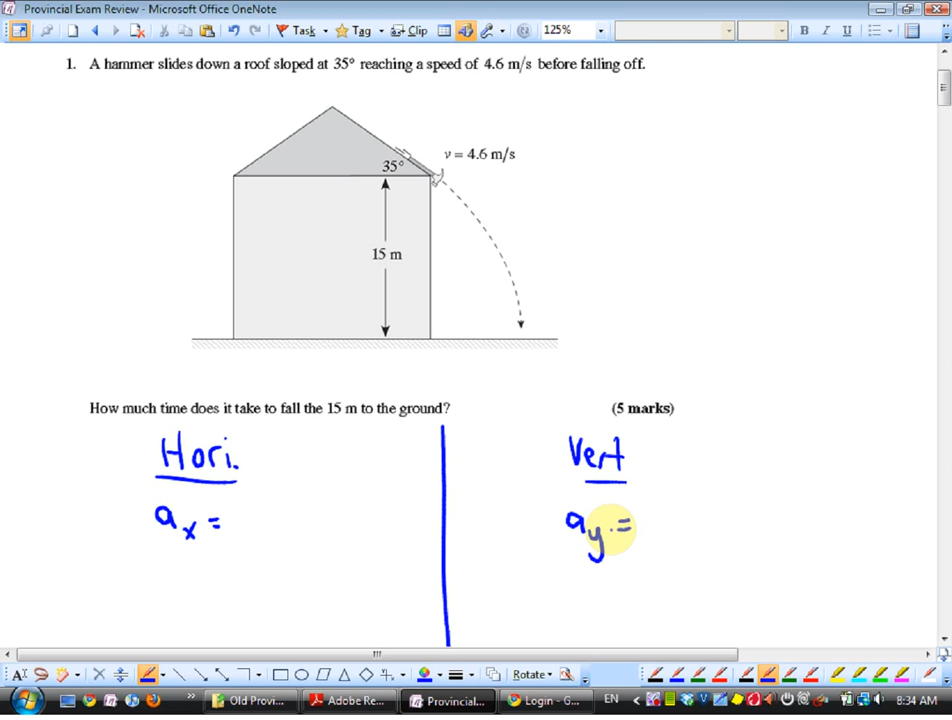 Provincial Exam Review - Microsoft Office OneNote
Task Tag Clip 125% B I U
1. A hammer slides down a roof sloped at 35° reaching a speed of 4.6 m/s before falling off.
v = 4.6 m/s
35°
15 m
How much time does it take to fall the 15 m to the ground? (5 marks)
Hori. Vert
ax = ay =
Rotate
Old Provi... Adobe Re... Provincial... Login - G... EN 8:34 AM